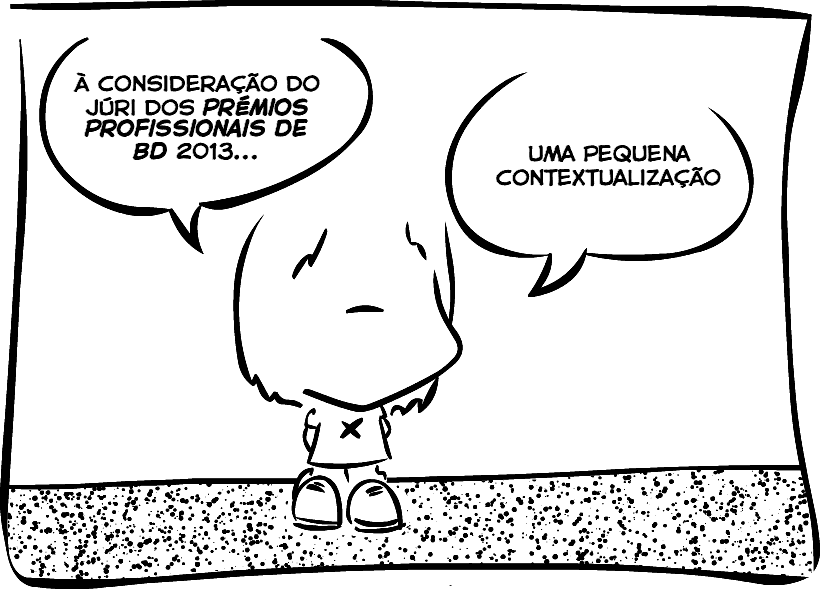 À CONSIDERAÇÃO DO
JÚRI DOS PRÉMIOS
PROFISSIONAIS DE
BD 2013...
UMA PEQUENA
CONTEXTUALIZAÇÃO